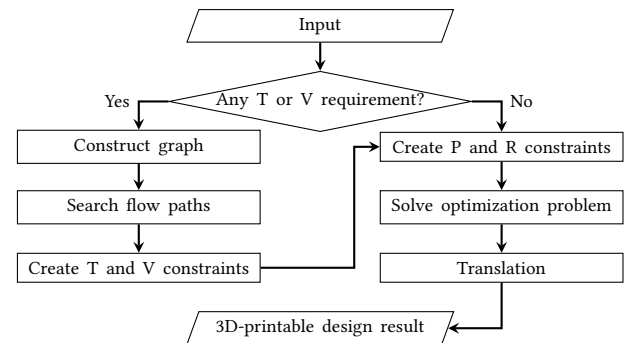 Input
Any T or V requirement?
Yes
No
Construct graph
Search flow paths
Create T and V constraints
Create P and R constraints
Solve optimization problem
Translation
3D-printable design result